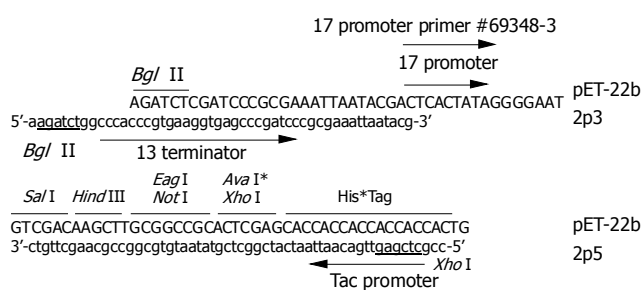 17 promoter primer #69348-3
17 promoter
Bgl II
AGATCTCGATCCCGCGAAATTAATACGACTCACTATAGGGGAAT pET-22b
5′-aagatctggcccacccgtgaaggtgagcccgatcccgcgaaattaatacg-3′ 2p3
Bgl II 13 terminator
Eag I Ava I*
Sal I Hind III Not I Xho I His*Tag
GTCGACAAGCTTGCGGCCGCACTCGAGCACCACCACCACCACCACTG pET-22b
3′-ctgttcgaacgccggcgtgtaatatgctcggctactaattaacagttgagctcgcc-5′ 2p5
Xho I
Tac promoter